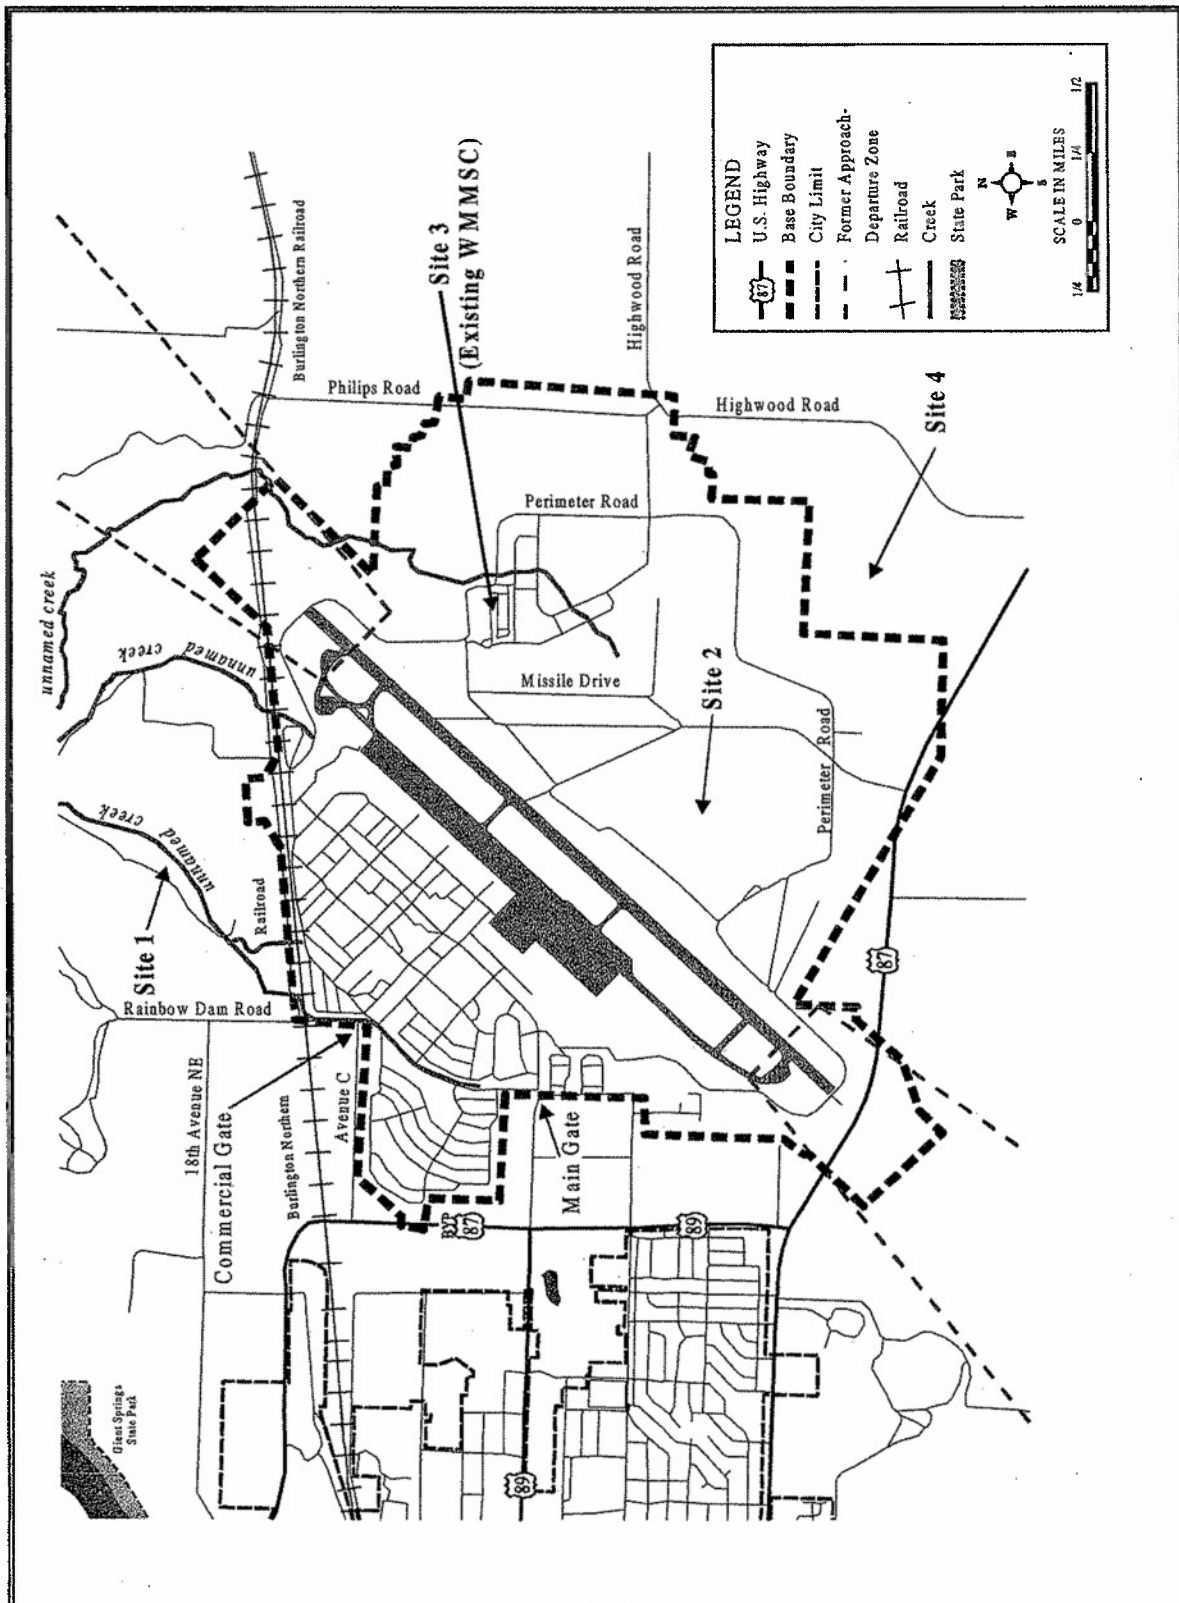 unnamed creek
unnamed
creek
unnamed
creek
Site 1
Railroad
Rainbow Dam Road
18th Avenue NE
Commercial Gate
Burlington Northern
Avenue C
Main Gate
BYP
87
89
89
87
Giant Springs
State Park
Burlington Northern Railroad
Philips Road
Site 3
(Existing WMMSC)
Highwood Road
Highwood Road
Perimeter Road
Missile Drive
Site 2
Perimeter Road
Site 4
LEGEND
87
U.S. Highway
Base Boundary
City Limit
Former Approach-
Departure Zone
Railroad
Creek
State Park
N
W
E
S
SCALE IN MILES
1/4 0 1/4 1/2